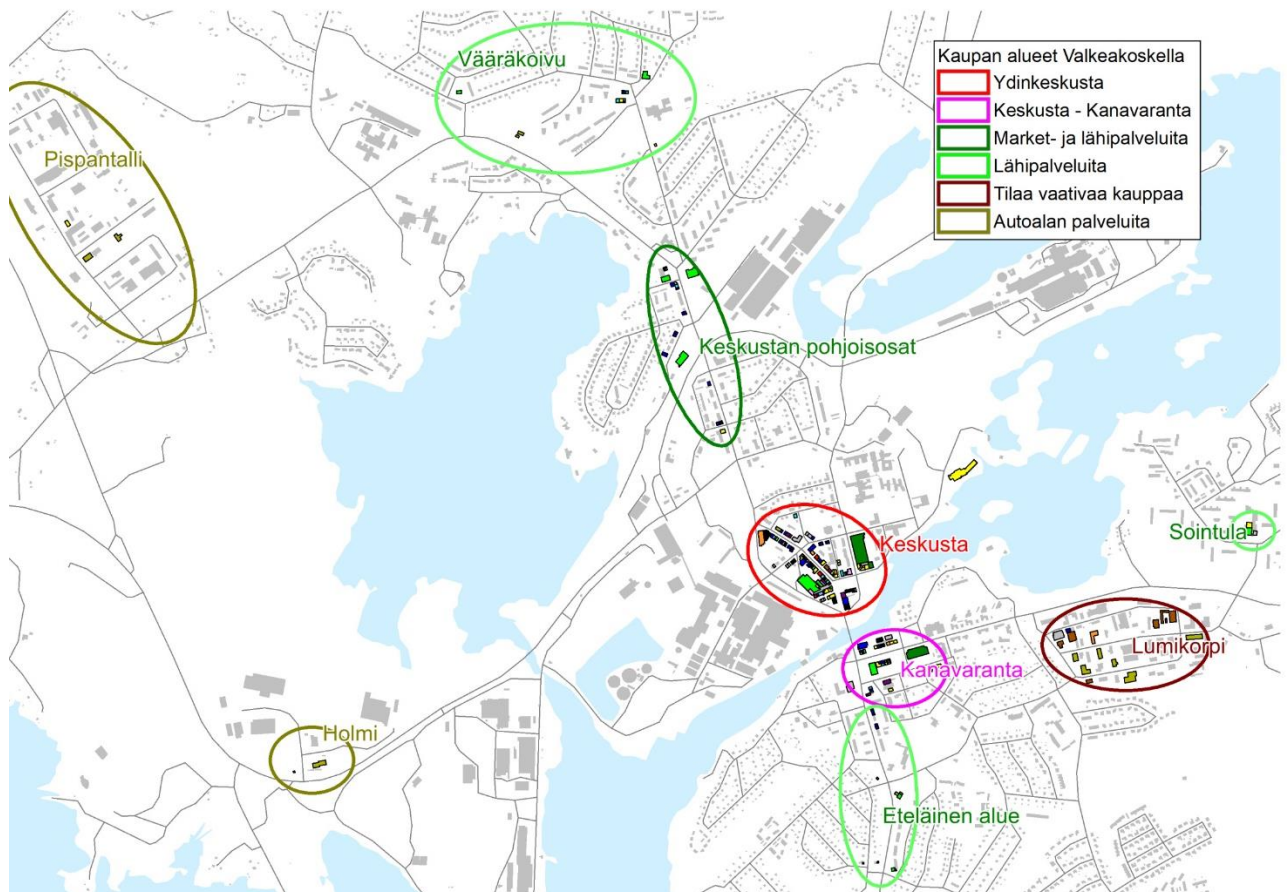 Kaupan alueet Valkeakoskella
Ydinkeskusta
Keskusta - Kanavaranta
Market- ja lähipalveluita
Lähipalveluita
Tilaa vaativaa kauppaa
Autoalan palveluita
Vääräkoivu
Pispantalli
Keskustan pohjoisosat
Keskusta
Sointula
Lumikorpi
Kanavaranta
Holmi
Eteläinen alue